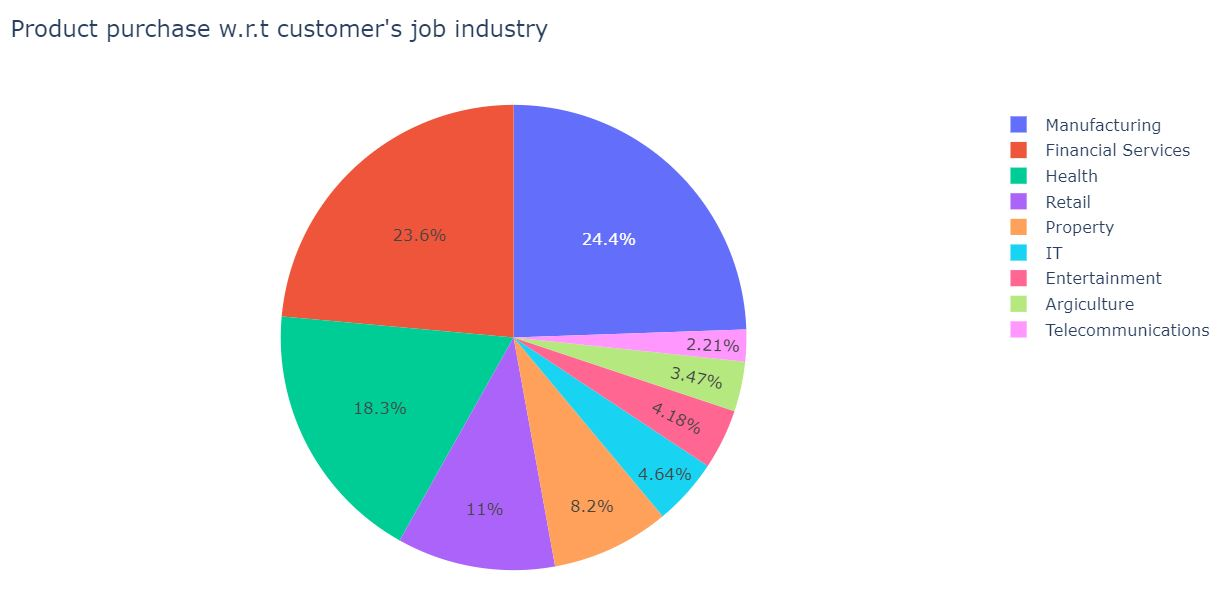 Product purchase w.r.t customer's job industry
Manufacturing
Financial Services
Health
Retail
Property
IT
Entertainment
Argiculture
Telecommunications
24.4%
23.6%
18.3%
11%
8.2%
4.64%
4.18%
3.47%
2.21%